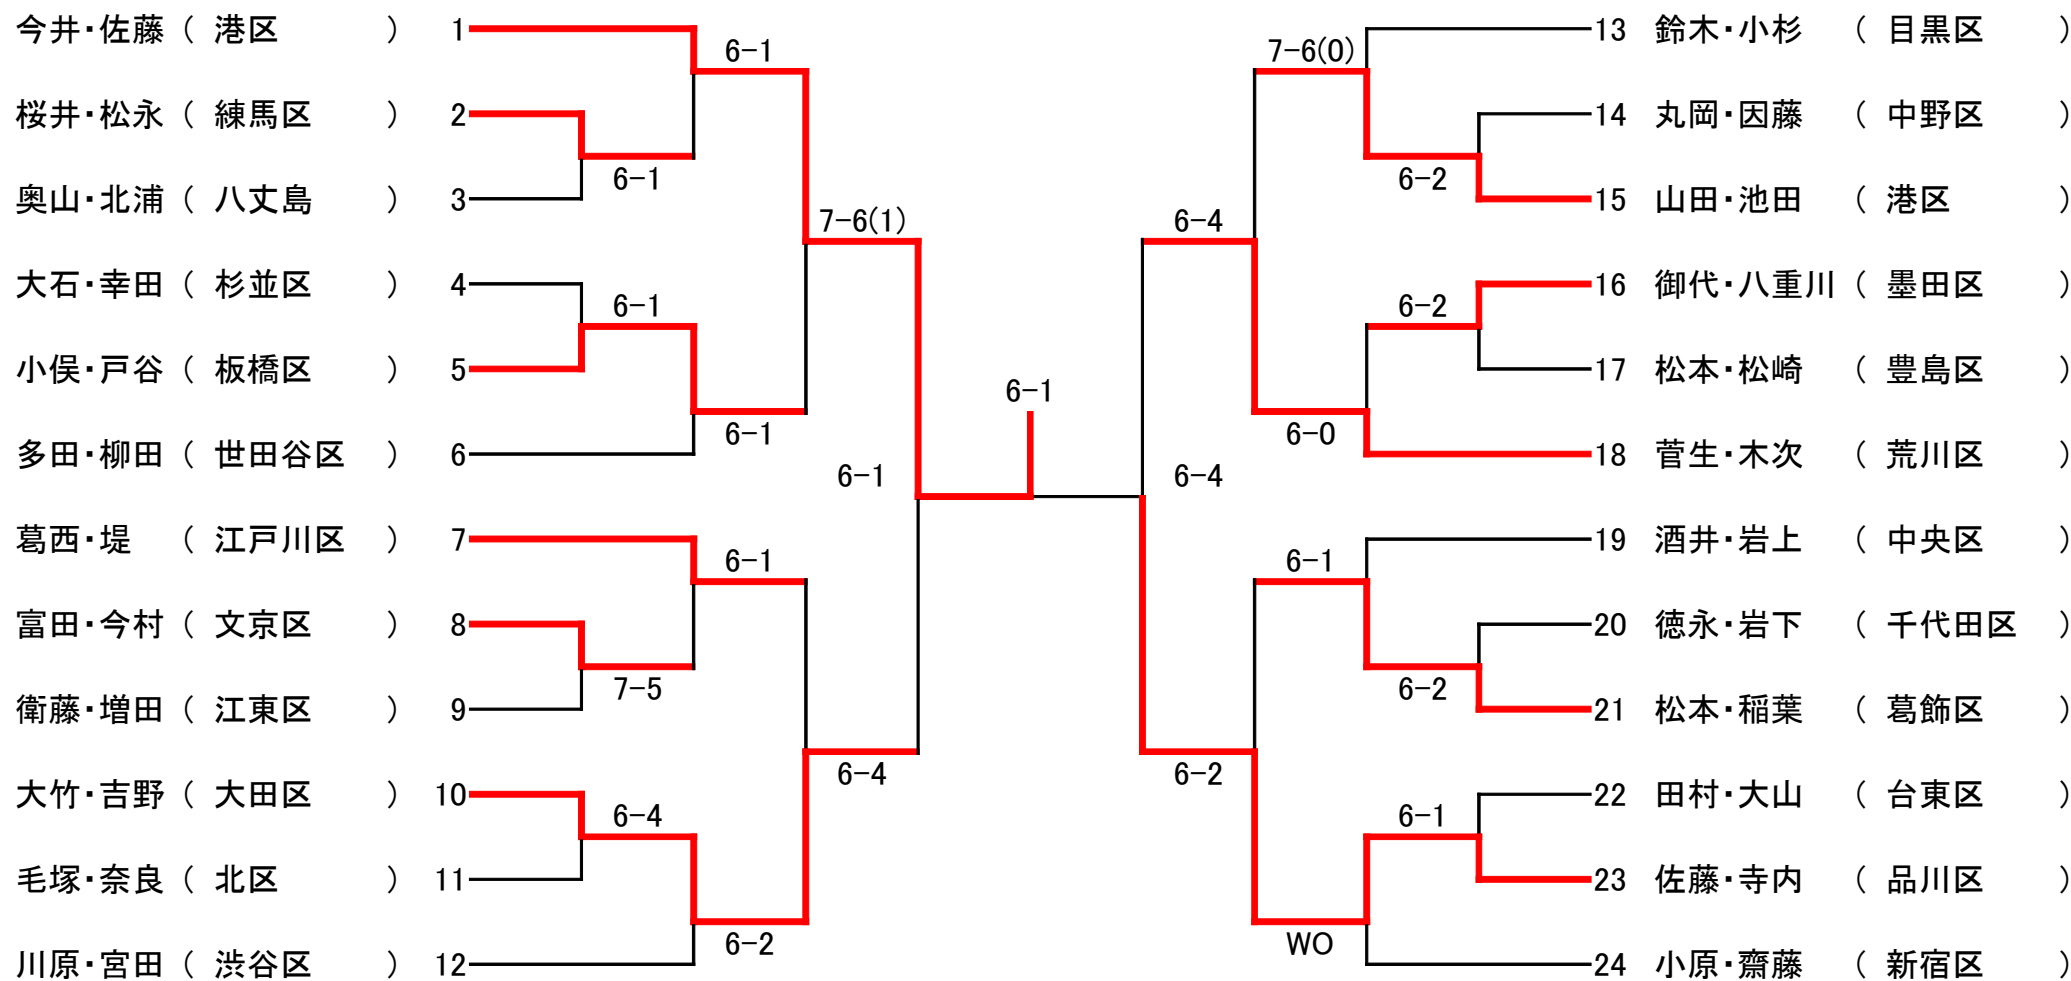 今井・佐藤 ( 港区 ) 1
桜井・松永 ( 練馬区 ) 2
奥山・北浦 ( 八丈島 ) 3
大石・幸田 ( 杉並区 ) 4
小俣・戸谷 ( 板橋区 ) 5
多田・柳田 ( 世田谷区 ) 6
葛西・堤 ( 江戸川区 ) 7
富田・今村 ( 文京区 ) 8
衛藤・増田 ( 江東区 ) 9
大竹・吉野 ( 大田区 ) 10
毛塚・奈良 ( 北区 ) 11
川原・宮田 ( 渋谷区 ) 12
6-1
6-1
6-1
6-1
6-1
7-5
6-4
6-2
7-6(1)
6-4
6-1
6-1
6-4
6-4
6-2
7-6(0)
6-2
6-2
6-0
6-1
6-2
6-1
WO
13 鈴木・小杉 ( 目黒区 )
14 丸岡・因藤 ( 中野区 )
15 山田・池田 ( 港区 )
16 御代・八重川 ( 墨田区 )
17 松本・松崎 ( 豊島区 )
18 菅生・木次 ( 荒川区 )
19 酒井・岩上 ( 中央区 )
20 徳永・岩下 ( 千代田区 )
21 松本・稲葉 ( 葛飾区 )
22 田村・大山 ( 台東区 )
23 佐藤・寺内 ( 品川区 )
24 小原・齋藤 ( 新宿区 )